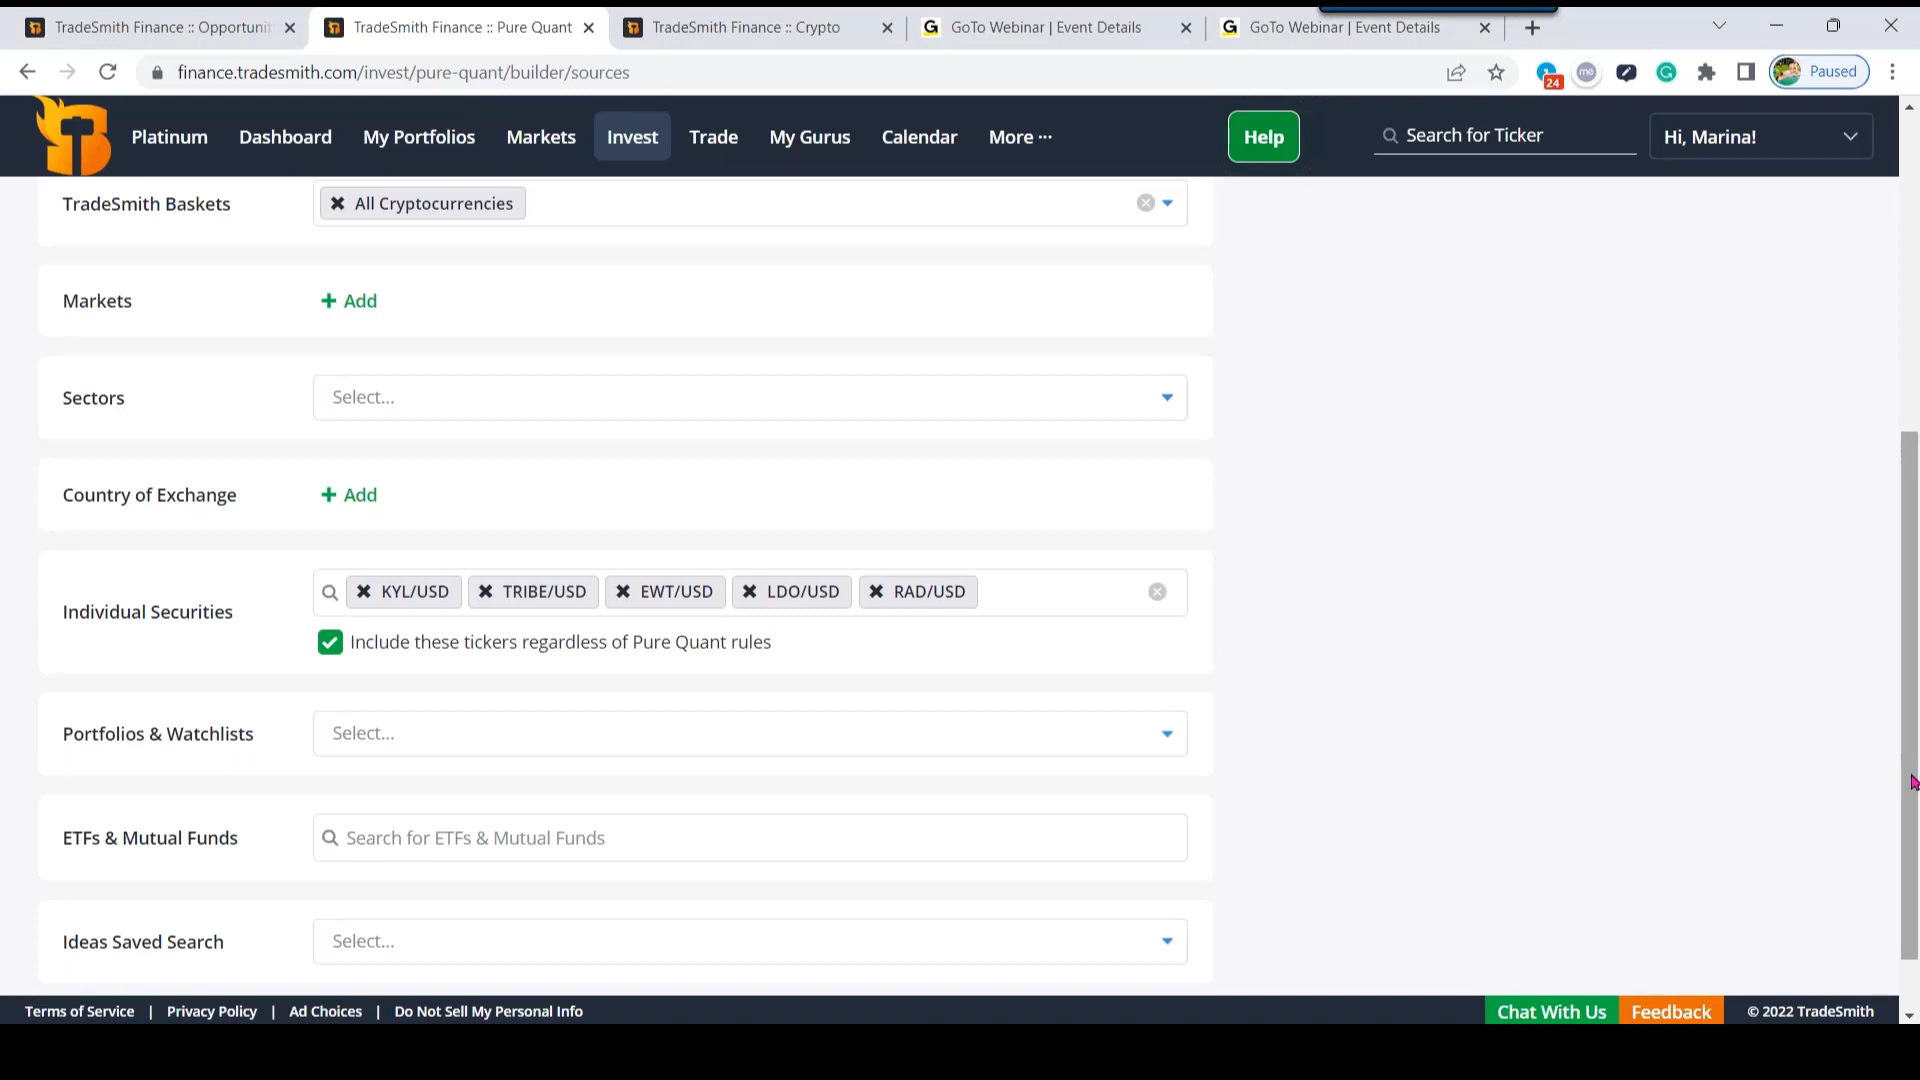 TradeSmith Finance :: Opportuni
TradeSmith Finance :: Pure Quant
TradeSmith Finance :: Crypto
G GoTo Webinar | Event Details
G GoTo Webinar | Event Details
finance.tradesmith.com/invest/pure-quant/builder/sources
me
24
G
Paused
Platinum Dashboard My Portfolios Markets Invest Trade My Gurus Calendar More ···
Help
Search for Ticker
Hi, Marina!
TradeSmith Baskets
All Cryptocurrencies
Markets
+ Add
Sectors
Select...
Country of Exchange
+ Add
Individual Securities
KYL/USD TRIBE/USD EWT/USD LDO/USD RAD/USD
Include these tickers regardless of Pure Quant rules
Portfolios & Watchlists
Select...
ETFs & Mutual Funds
Search for ETFs & Mutual Funds
Ideas Saved Search
Select...
Terms of Service | Privacy Policy | Ad Choices | Do Not Sell My Personal Info
Chat With Us
Feedback
© 2022 TradeSmith